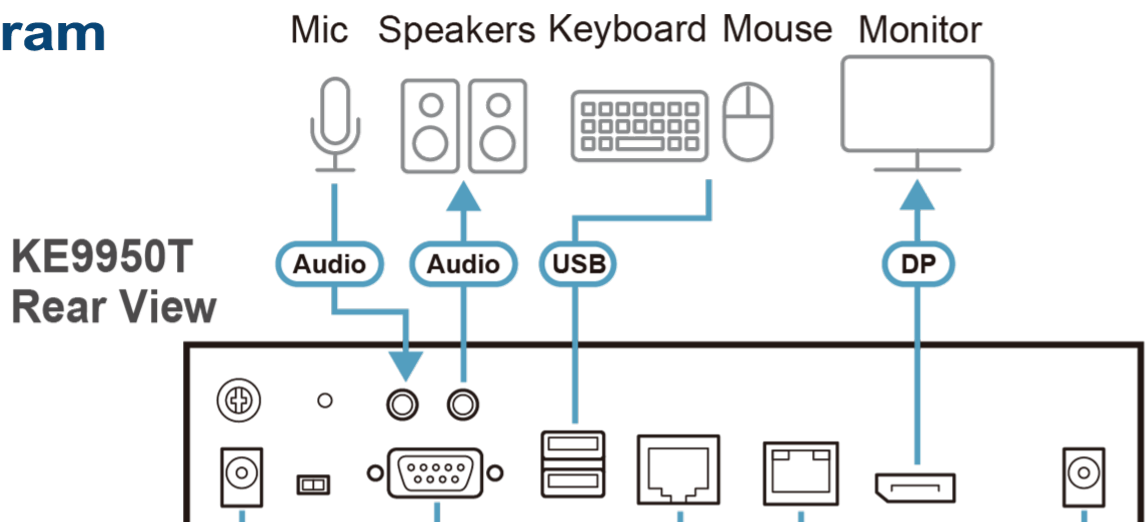 ram
Mic Speakers Keyboard Mouse Monitor
KE9950T
Rear View
Audio Audio USB DP